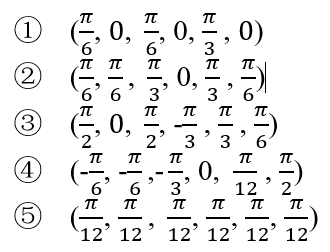 ① (π/6, 0, π/6, 0, π/3, 0)
② (π/6, π/6, π/3, 0, π/3, π/6)
③ (π/2, 0, π/2, -π/3, π/3, π/6)
④ (-π/6, -π/6, -π/3, 0, π/12, π/2)
⑤ (π/12, π/12, π/12, π/12, π/12, π/12)